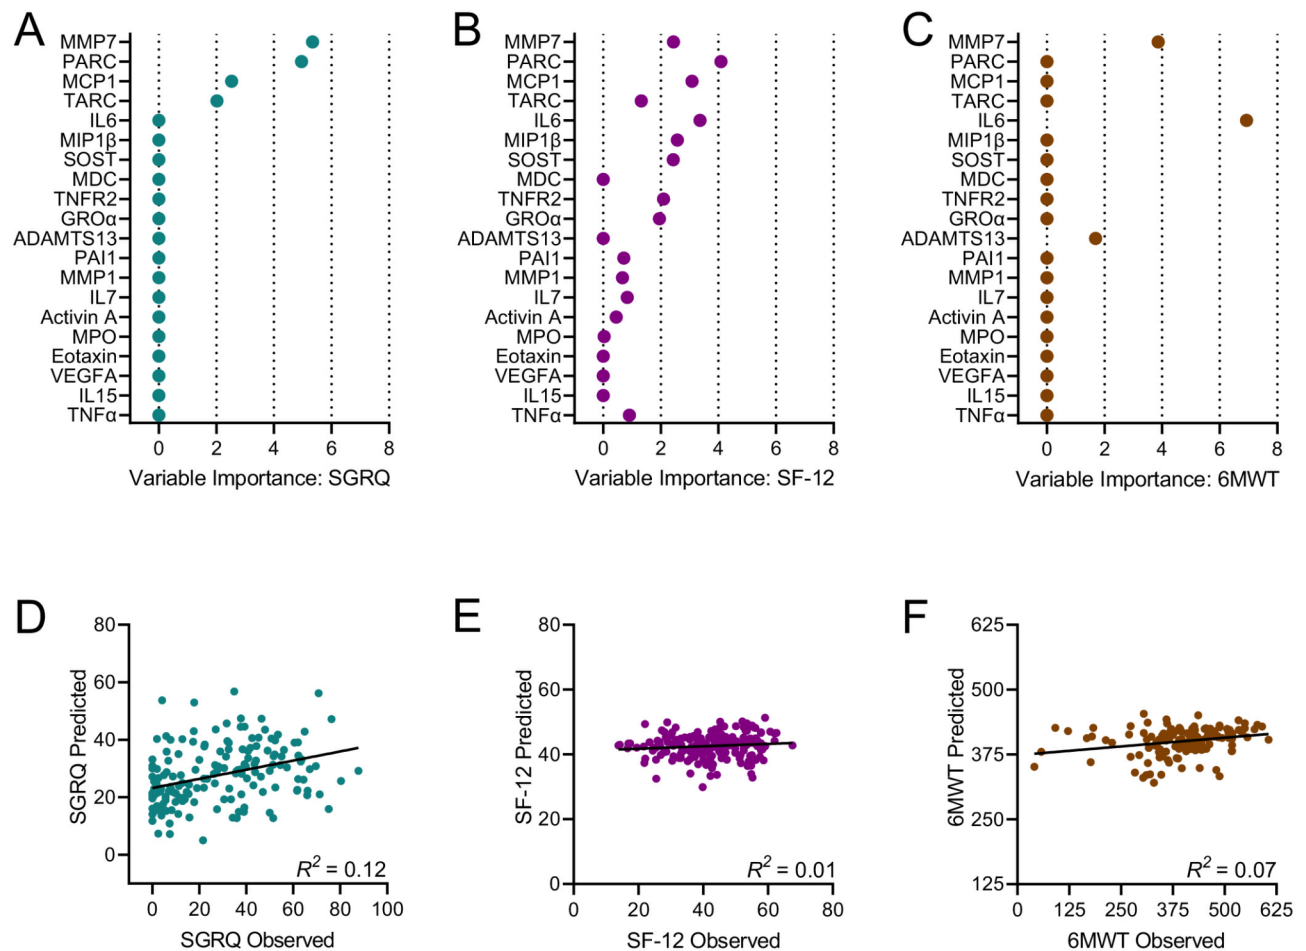 A
MMP7
PARC
MCP1
TARC
IL6
MIP1β
SOST
MDC
TNFR2
GROα
ADAMTS13
PAI1
MMP1
IL7
Activin A
MPO
Eotaxin
VEGFA
IL15
TNFα
0 2 4 6 8
Variable Importance: SGRQ
B
MMP7
PARC
MCP1
TARC
IL6
MIP1β
SOST
MDC
TNFR2
GROα
ADAMTS13
PAI1
MMP1
IL7
Activin A
MPO
Eotaxin
VEGFA
IL15
TNFα
0 2 4 6 8
Variable Importance: SF-12
C
MMP7
PARC
MCP1
TARC
IL6
MIP1β
SOST
MDC
TNFR2
GROα
ADAMTS13
PAI1
MMP1
IL7
Activin A
MPO
Eotaxin
VEGFA
IL15
TNFα
0 2 4 6 8
Variable Importance: 6MWT
D
SGRQ Predicted
80
60
40
20
0
R² = 0.12
0 20 40 60 80 100
SGRQ Observed
E
SF-12 Predicted
80
60
40
20
0
R² = 0.01
0 20 40 60 80
SF-12 Observed
F
6MWT Predicted
625
500
375
250
125
R² = 0.07
0 125 250 375 500 625
6MWT Observed